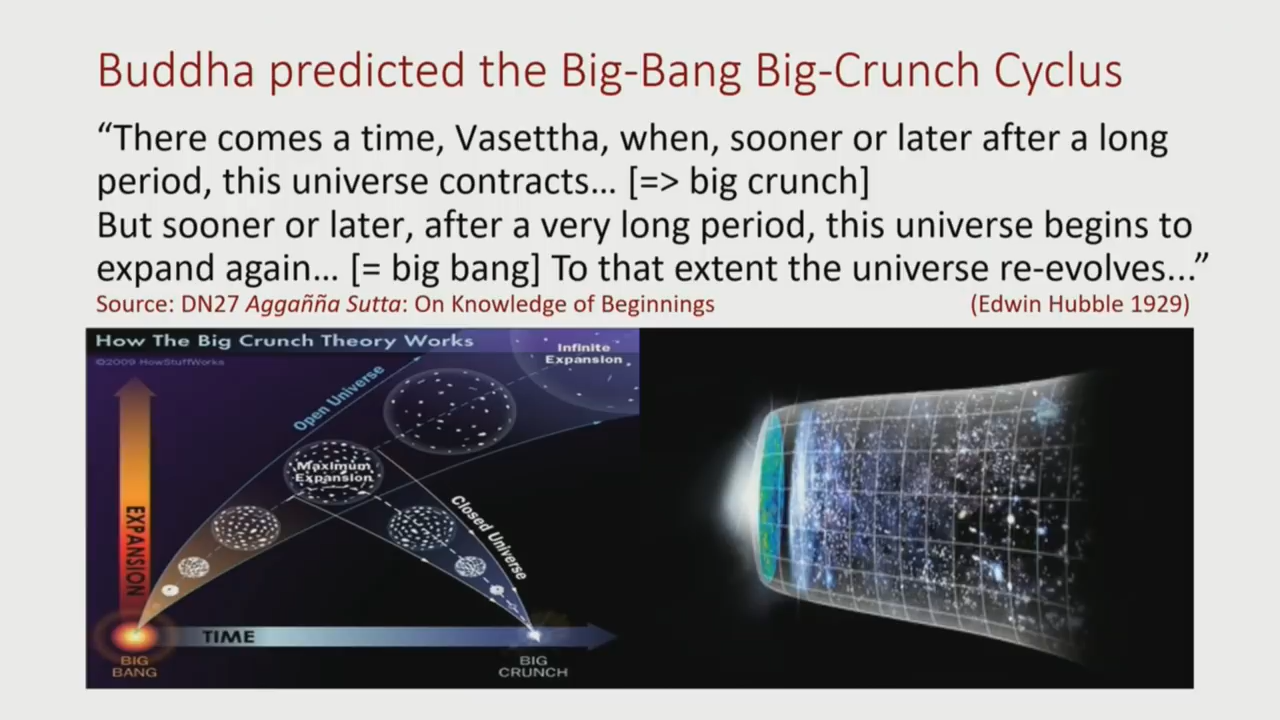 Buddha predicted the Big-Bang Big-Crunch Cyclus
“There comes a time, Vasettha, when, sooner or later after a long
period, this universe contracts... [=> big crunch]
But sooner or later, after a very long period, this universe begins to
expand again... [= big bang] To that extent the universe re-evolves...”
Source: DN27 Aggañña Sutta: On Knowledge of Beginnings (Edwin Hubble 1929)
How The Big Crunch Theory Works
©2009 HowStuffWorks
Infinite
Expansion
Open Universe
Maximum
Expansion
Closed Universe
EXPANSION
TIME
BIG
BANG
BIG
CRUNCH